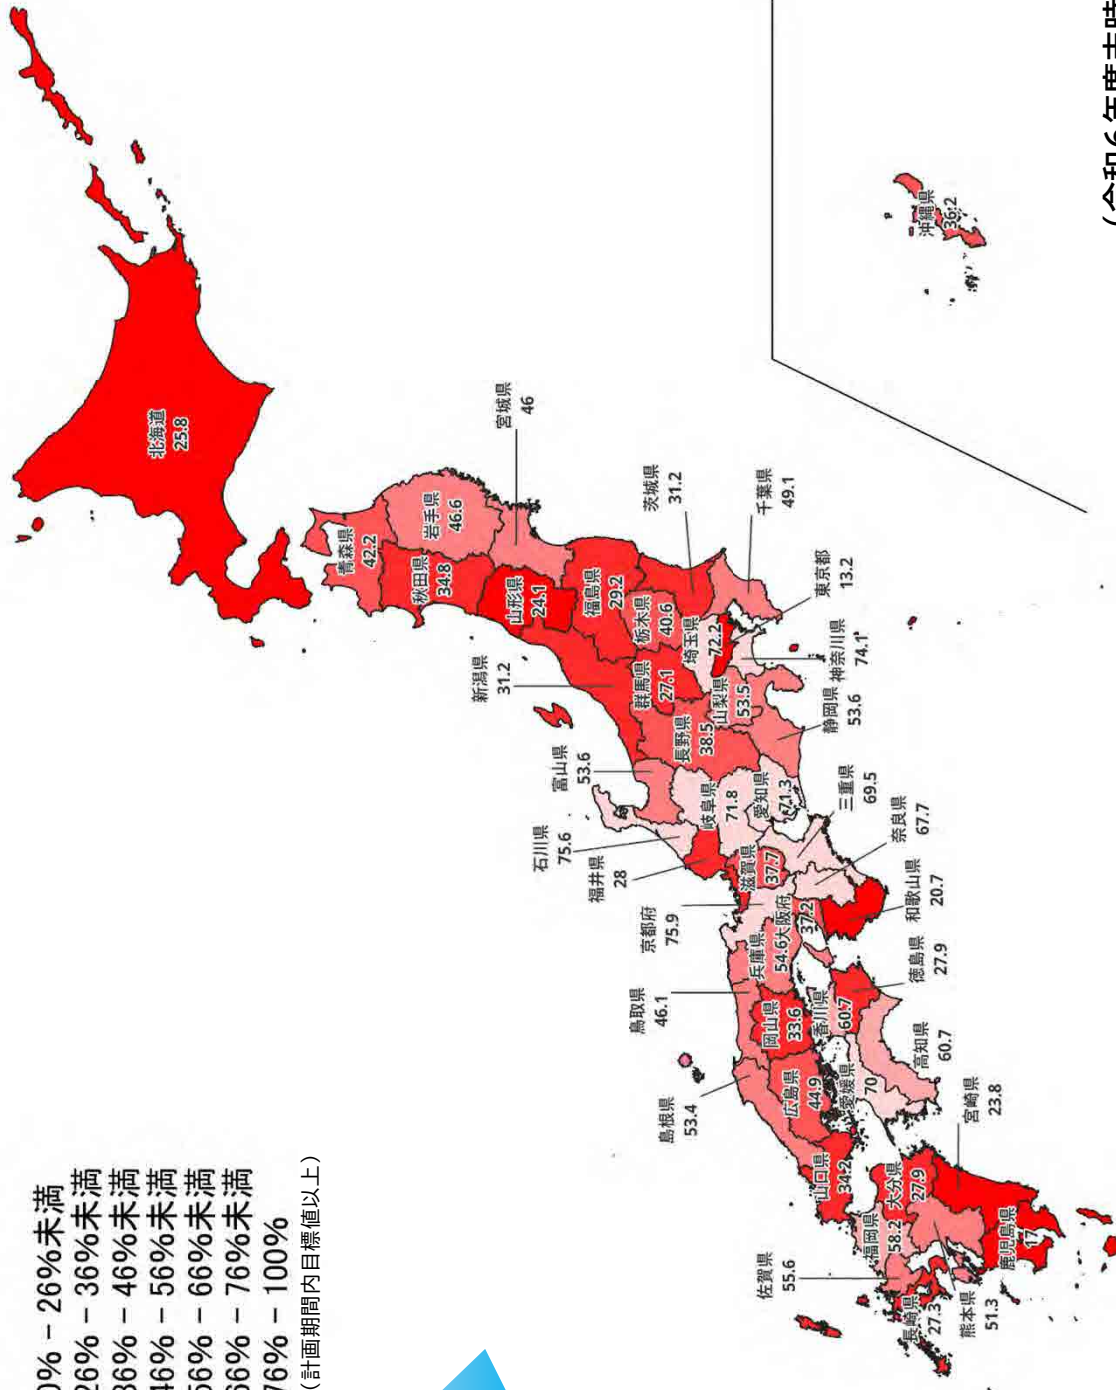 0% – 26%未満
26% – 36%未満
36% – 46%未満
46% – 56%未満
56% – 66%未満
66% – 76%未満
76% – 100%
(計画期間内目標値以上)
北海道
25.8
青森県
42.2
岩手県
46.6
宮城県
46
秋田県
34.8
山形県
24.1
福島県
29.2
茨城県
31.2
栃木県
40.6
群馬県
27.1
埼玉県
72.2
千葉県
49.1
東京都
13.2
神奈川県
74.1
新潟県
31.2
富山県
53.6
石川県
75.6
福井県
28
山梨県
53.5
長野県
38.5
岐阜県
71.8
静岡県
53.6
愛知県
71.3
三重県
69.5
滋賀県
37.7
京都府
75.9
大阪府
37.2
兵庫県
54.6
奈良県
67.7
和歌山県
20.7
鳥取県
46.1
島根県
53.4
岡山県
33.6
広島県
44.9
山口県
34.2
徳島県
27.9
香川県
60.7
愛媛県
70
高知県
60.7
福岡県
58.2
佐賀県
55.6
長崎県
27.3
熊本県
51.3
大分県
27.9
宮崎県
23.8
鹿児島県
17
沖縄県
36.2